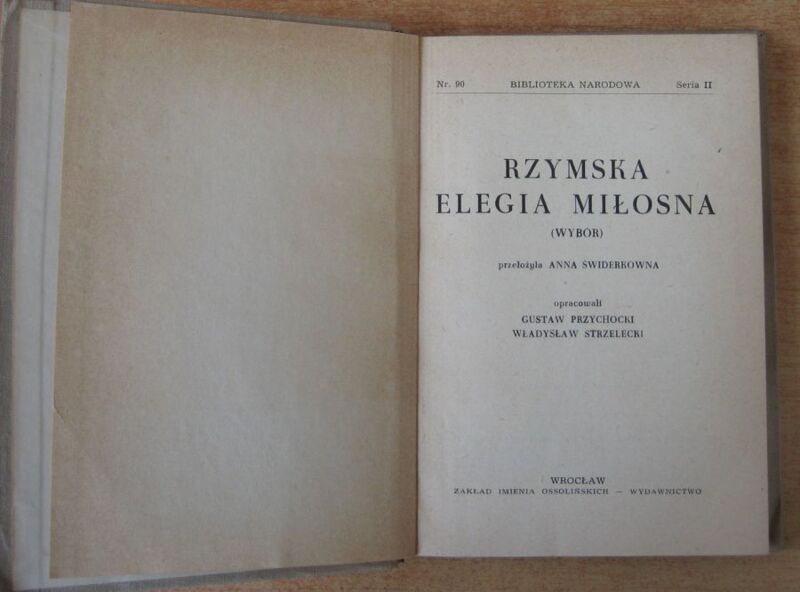 Nr. 90 BIBLIOTEKA NARODOWA Seria II
RZYMSKA
ELEGIA MIŁOSNA
(WYBÓR)
przełożyła ANNA ŚWIDERKÓWNA
opracowali
GUSTAW PRZYCHOCKI
WŁADYSŁAW STRZELECKI
WROCŁAW
ZAKŁAD IMIENIA OSSOLIŃSKICH — WYDAWNICTWO